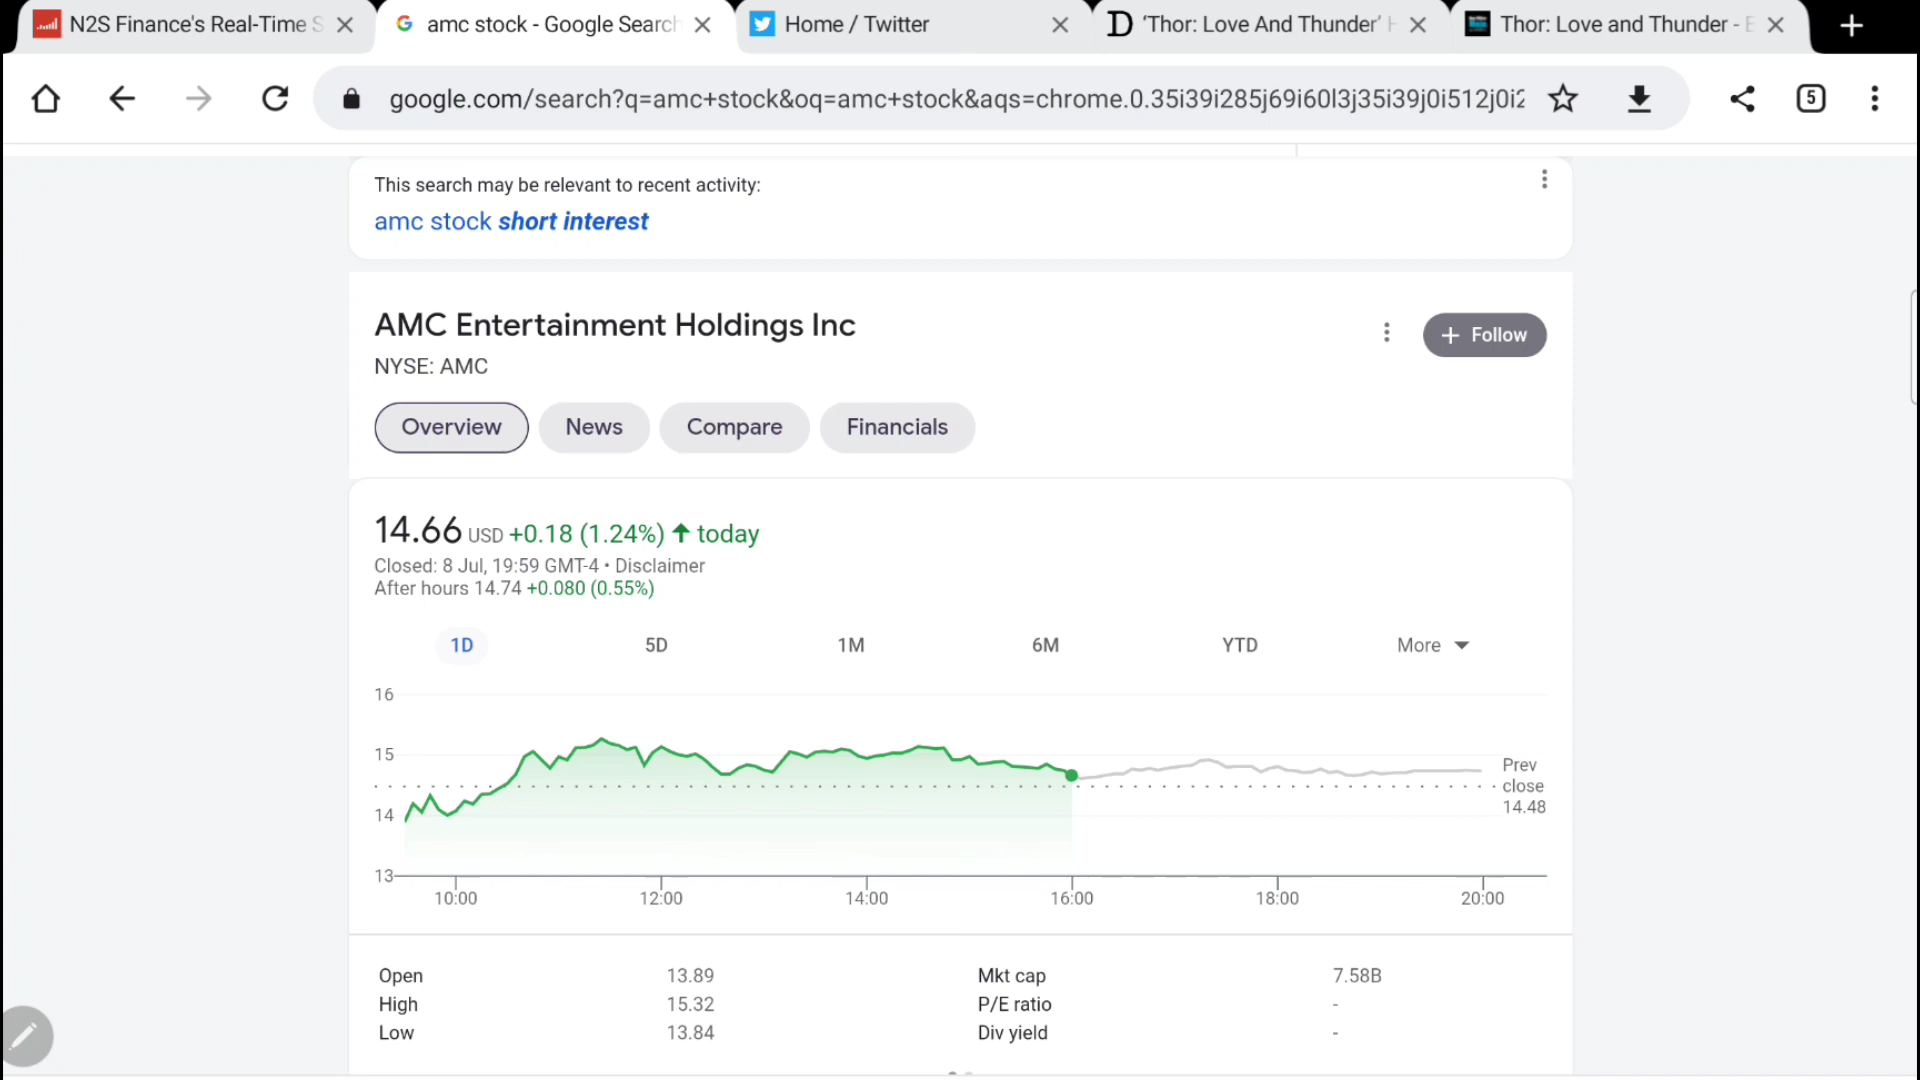 N2S Finance's Real-Time S
amc stock - Google Search
Home / Twitter
'Thor: Love And Thunder' H
Thor: Love and Thunder - B
google.com/search?q=amc+stock&oq=amc+stock&aqs=chrome.0.35i39i285j69i60l3j35i39j0i512j0i2
5
This search may be relevant to recent activity:
amc stock short interest
AMC Entertainment Holdings Inc
Follow
NYSE: AMC
Overview
News
Compare
Financials
14.66 USD +0.18 (1.24%) today
Closed: 8 Jul, 19:59 GMT-4 • Disclaimer
After hours 14.74 +0.080 (0.55%)
1D
5D
1M
6M
YTD
More
16
15
14
13
Prev
close
14.48
10:00
12:00
14:00
16:00
18:00
20:00
Open 13.89
High 15.32
Low 13.84
Mkt cap 7.58B
P/E ratio -
Div yield -